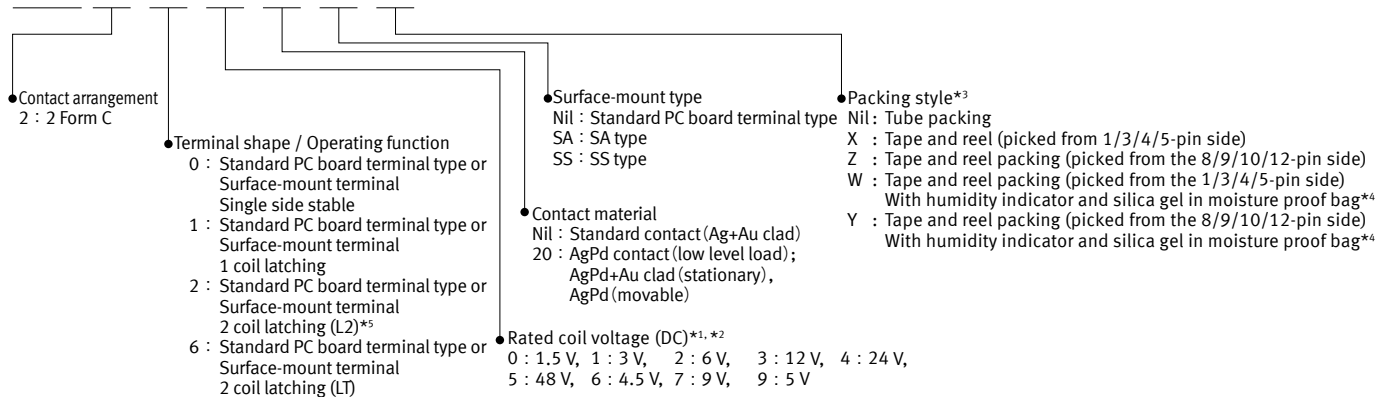 Contact arrangement
2 : 2 Form C
Terminal shape / Operating function
0 : Standard PC board terminal type or
Surface-mount terminal
Single side stable
1 : Standard PC board terminal type or
Surface-mount terminal
1 coil latching
2 : Standard PC board terminal type or
Surface-mount terminal
2 coil latching (L2)*5
6 : Standard PC board terminal type or
Surface-mount terminal
2 coil latching (LT)
Rated coil voltage (DC)*1, *2
0 : 1.5 V, 1 : 3 V, 2 : 6 V, 3 : 12 V, 4 : 24 V,
5 : 48 V, 6 : 4.5 V, 7 : 9 V, 9 : 5 V
Contact material
Nil : Standard contact (Ag+Au clad)
20 : AgPd contact (low level load);
AgPd+Au clad (stationary),
AgPd (movable)
Surface-mount type
Nil : Standard PC board terminal type
SA : SA type
SS : SS type
Packing style*3
Nil : Tube packing
X : Tape and reel (picked from 1/3/4/5-pin side)
Z : Tape and reel packing (picked from the 8/9/10/12-pin side)
W : Tape and reel packing (picked from the 1/3/4/5-pin side)
With humidity indicator and silica gel in moisture proof bag*4
Y : Tape and reel packing (picked from the 8/9/10/12-pin side)
With humidity indicator and silica gel in moisture proof bag*4